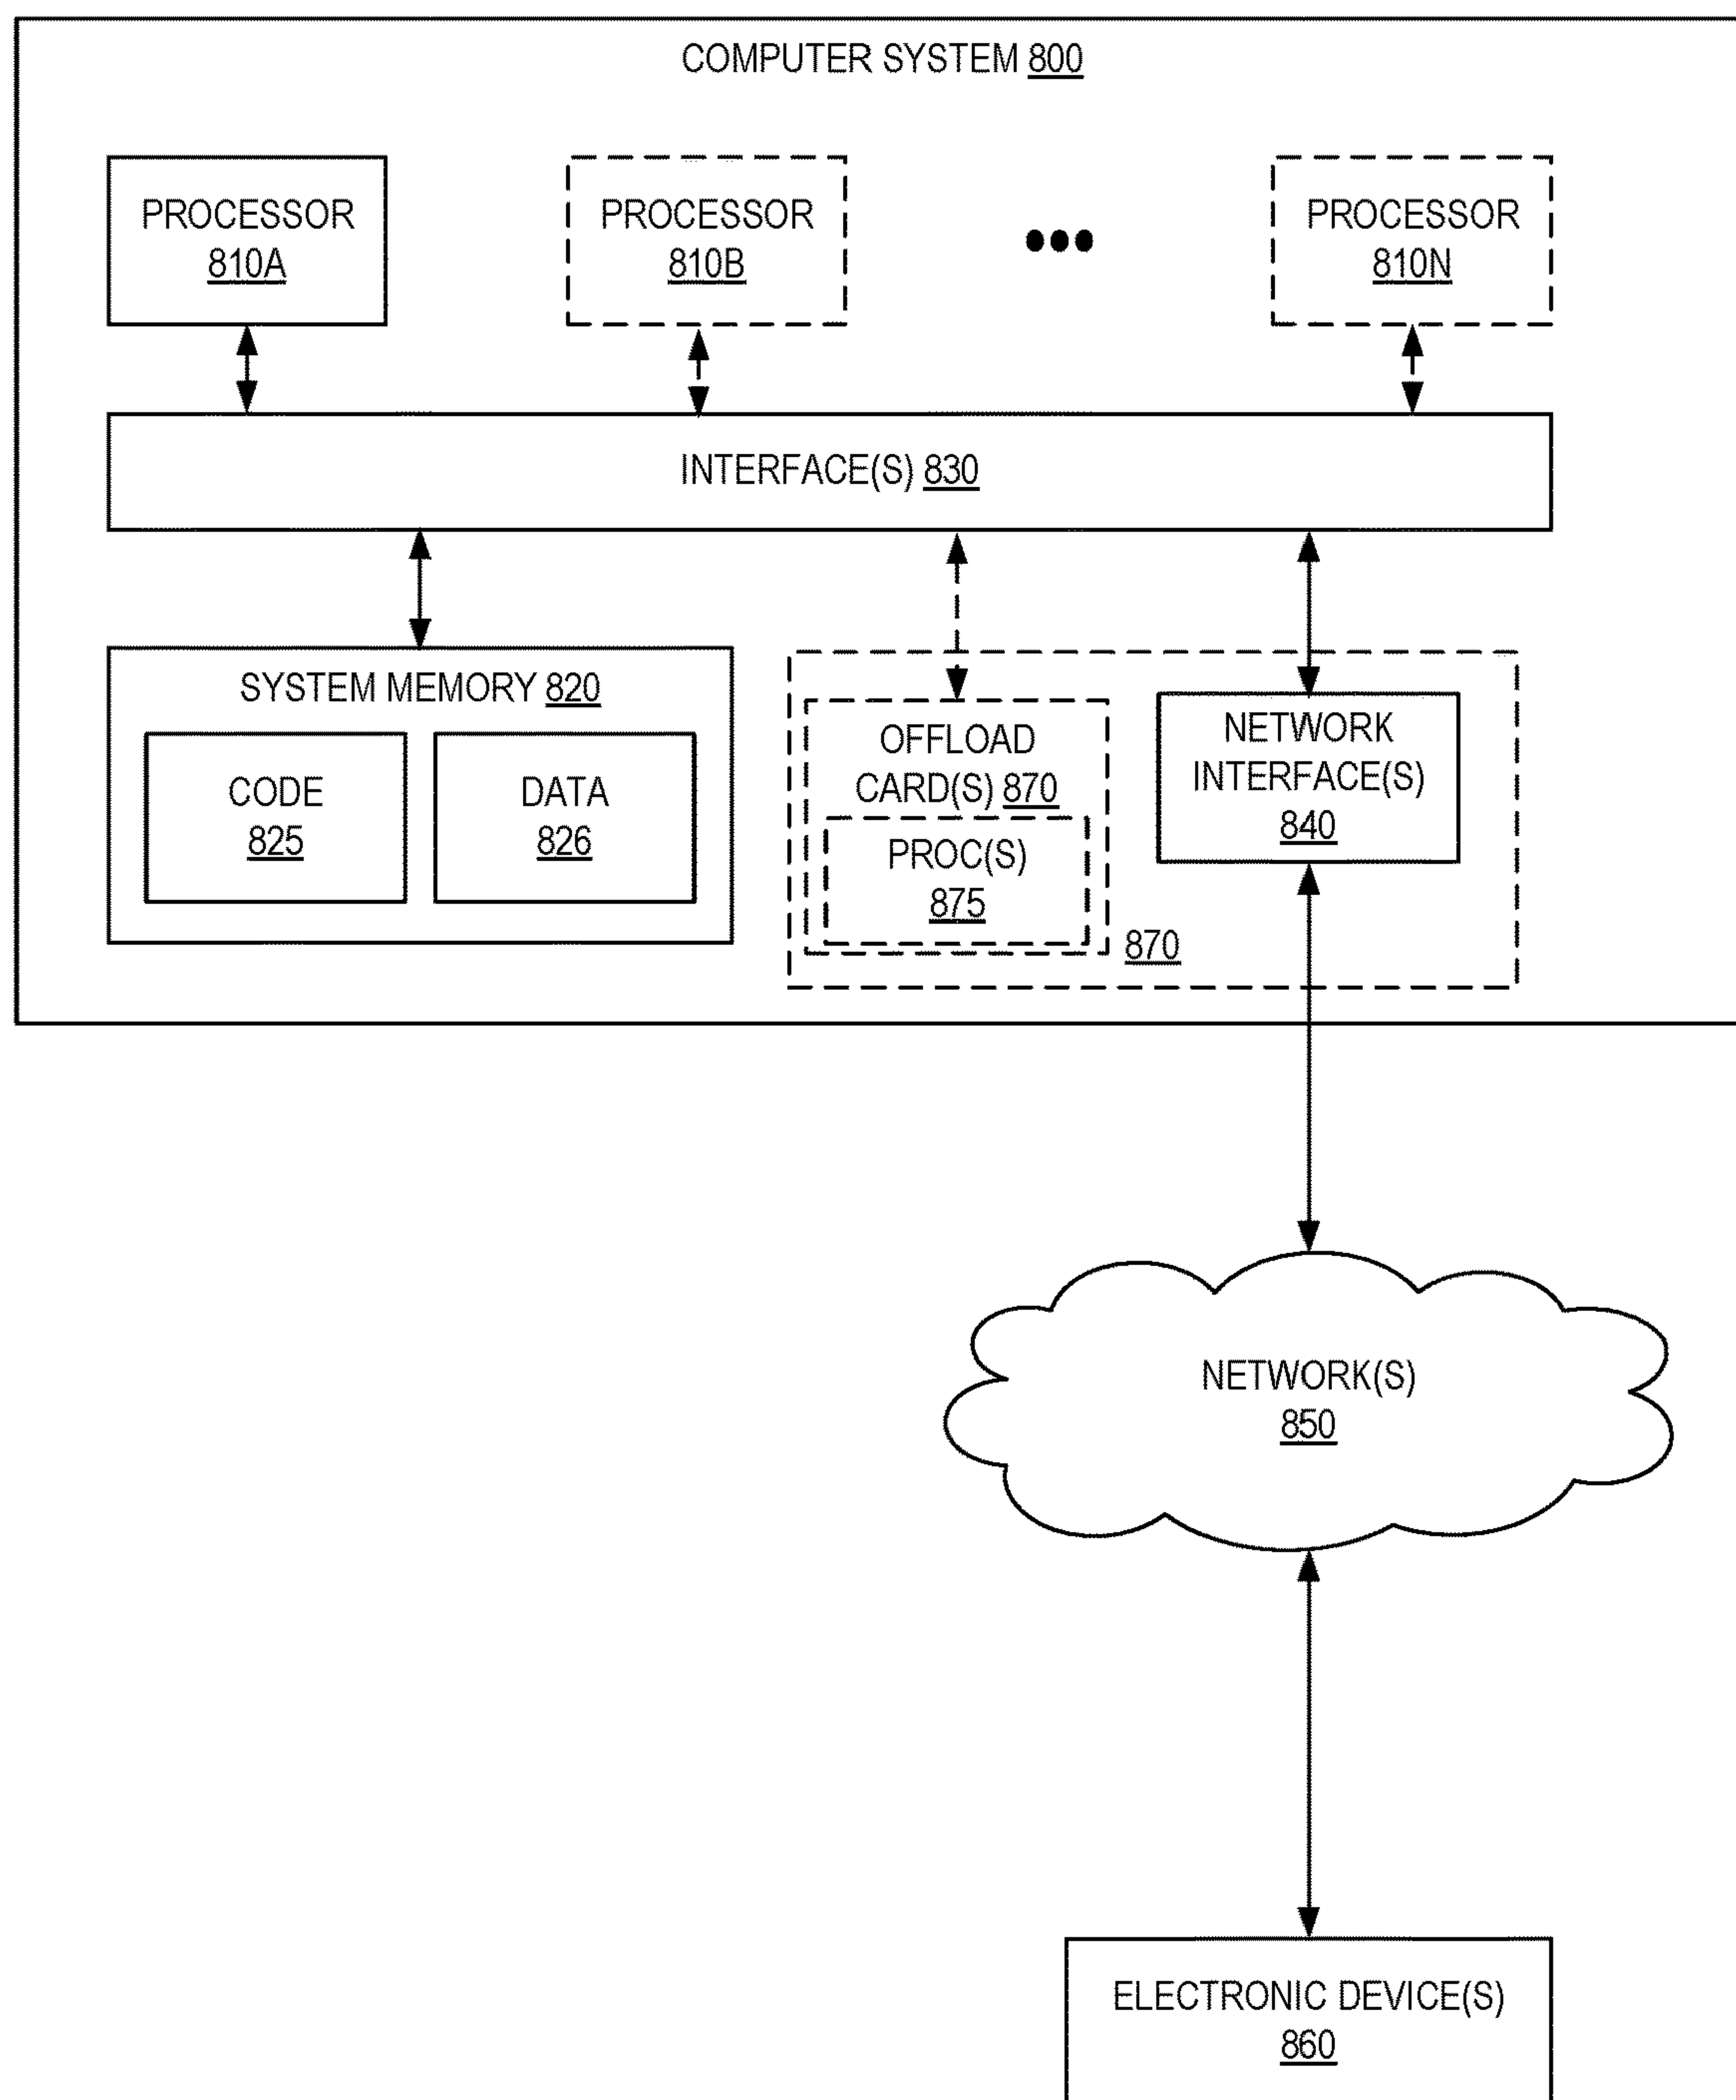 COMPUTER SYSTEM 800
PROCESSOR
810A
PROCESSOR
810B
PROCESSOR
810N
INTERFACE(S) 830
SYSTEM MEMORY 820
CODE
825
DATA
826
OFFLOAD
CARD(S) 870
PROC(S)
875
870
NETWORK
INTERFACE(S)
840
NETWORK(S)
850
ELECTRONIC DEVICE(S)
860